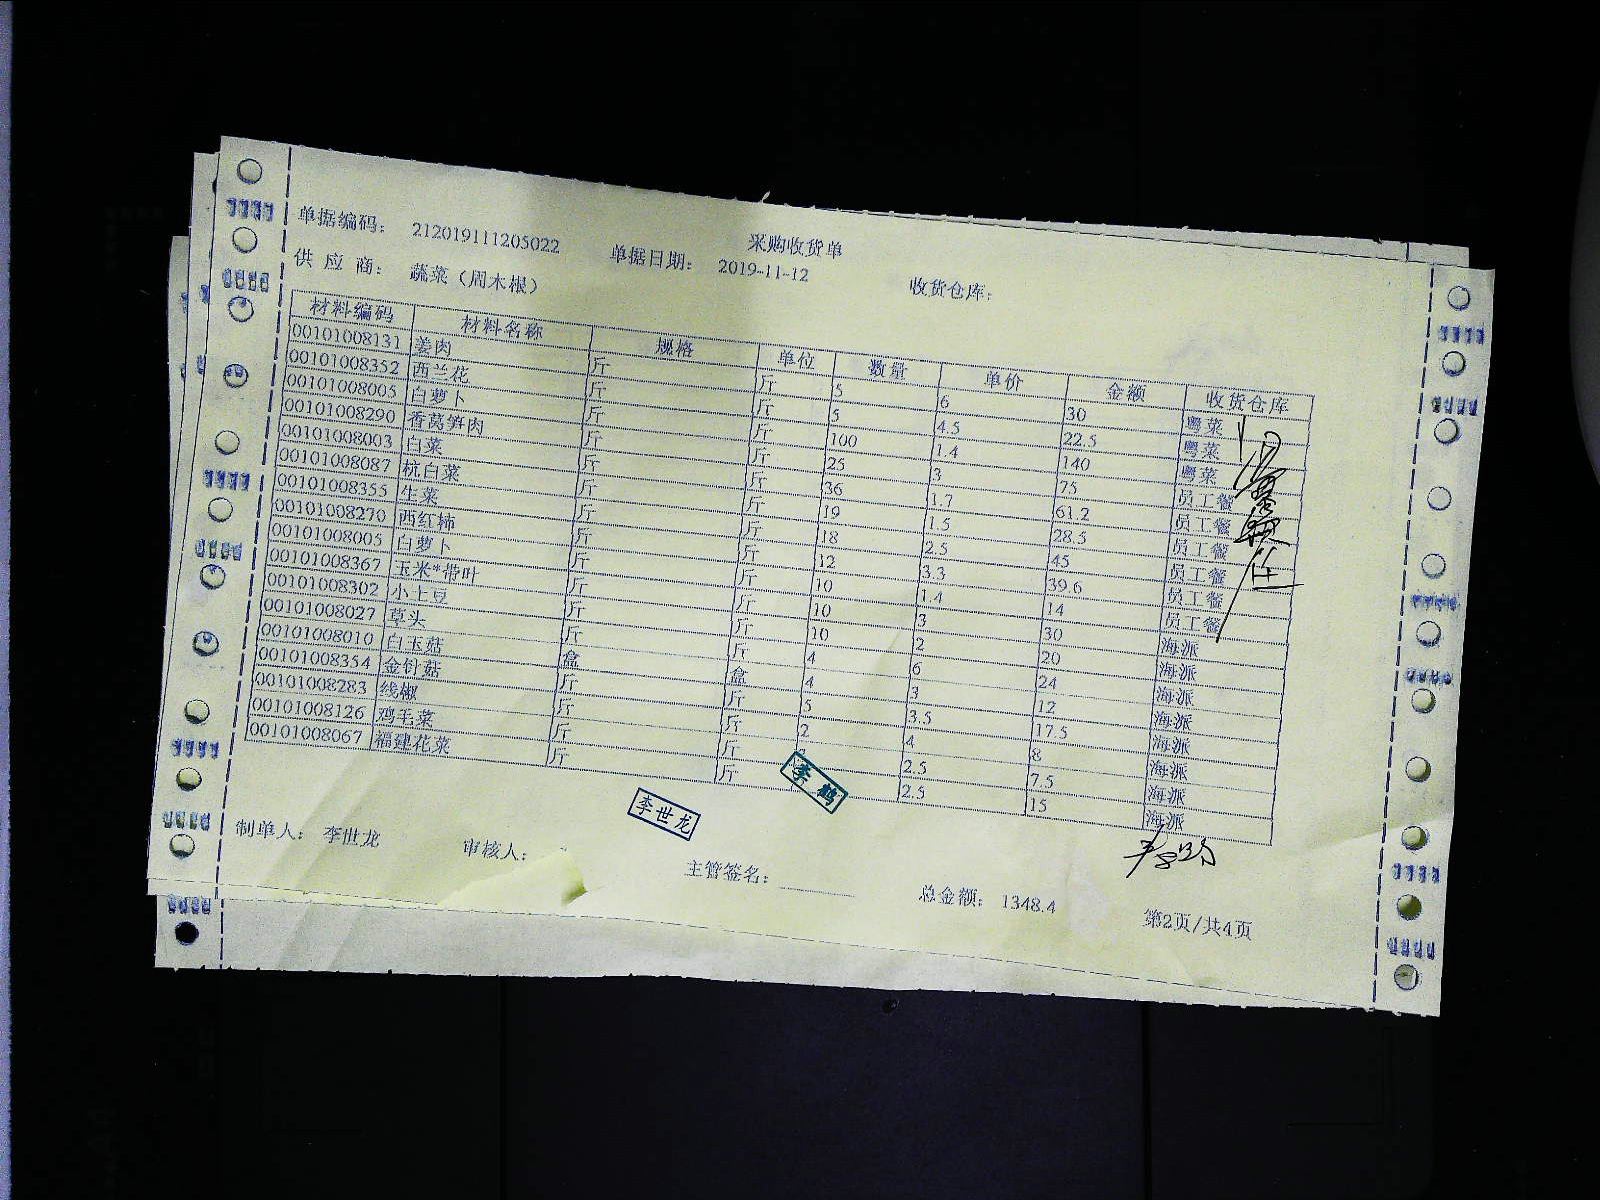 采购收货单
单据编码： 212019111205022 单据日期： 2019-11-12 收货仓库：
供 应 商： 蔬菜（周木根）
材料编码 材料名称 规格 单位 数量 单价 金额 收货仓库
00101008131 姜肉 斤 斤 5 6 30 粤菜
00101008352 西兰花 斤 斤 5 4.5 22.5 粤菜
00101008005 白萝卜 斤 斤 100 1.4 140 粤菜
00101008290 香莴笋肉 斤 斤 25 3 75 员工餐
00101008003 白菜 斤 斤 36 1.7 61.2 员工餐
00101008087 杭白菜 斤 斤 19 1.5 28.5 员工餐
00101008355 生菜 斤 斤 18 2.5 45 员工餐
00101008270 西红柿 斤 斤 12 3.3 39.6 员工餐
00101008005 白萝卜 斤 斤 10 1.4 14 员工餐
00101008367 玉米*带叶 斤 斤 10 3 30 海派
00101008302 小土豆 斤 斤 10 2 20 海派
00101008027 草头 斤 斤 4 6 24 海派
00101008010 白玉菇 盒 盒 4 3 12 海派
00101008354 金针菇 斤 斤 5 3.5 17.5 海派
00101008283 线椒 斤 斤 2 4 8 海派
00101008126 鸡毛菜 斤 斤 2.5 7.5 海派
00101008067 福建花菜 斤 斤 2.5 15 海派
李鹤
李世龙
制单人： 李世龙 审核人： 主管签名： 总金额： 1348.4 第2页/共4页